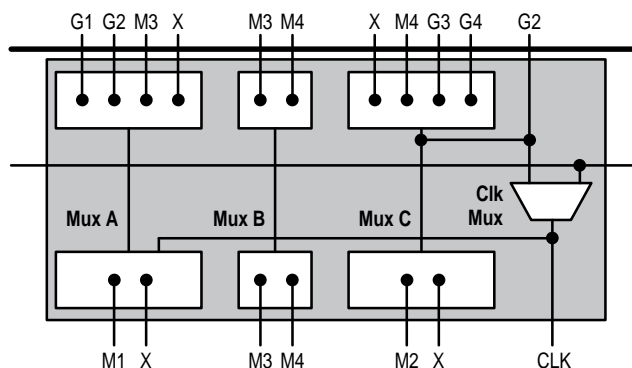 G1 G2 M3 X M3 M4 X M4 G3 G4 G2
Mux A Mux B Mux C Clk
Mux
M1 X M3 M4 M2 X CLK